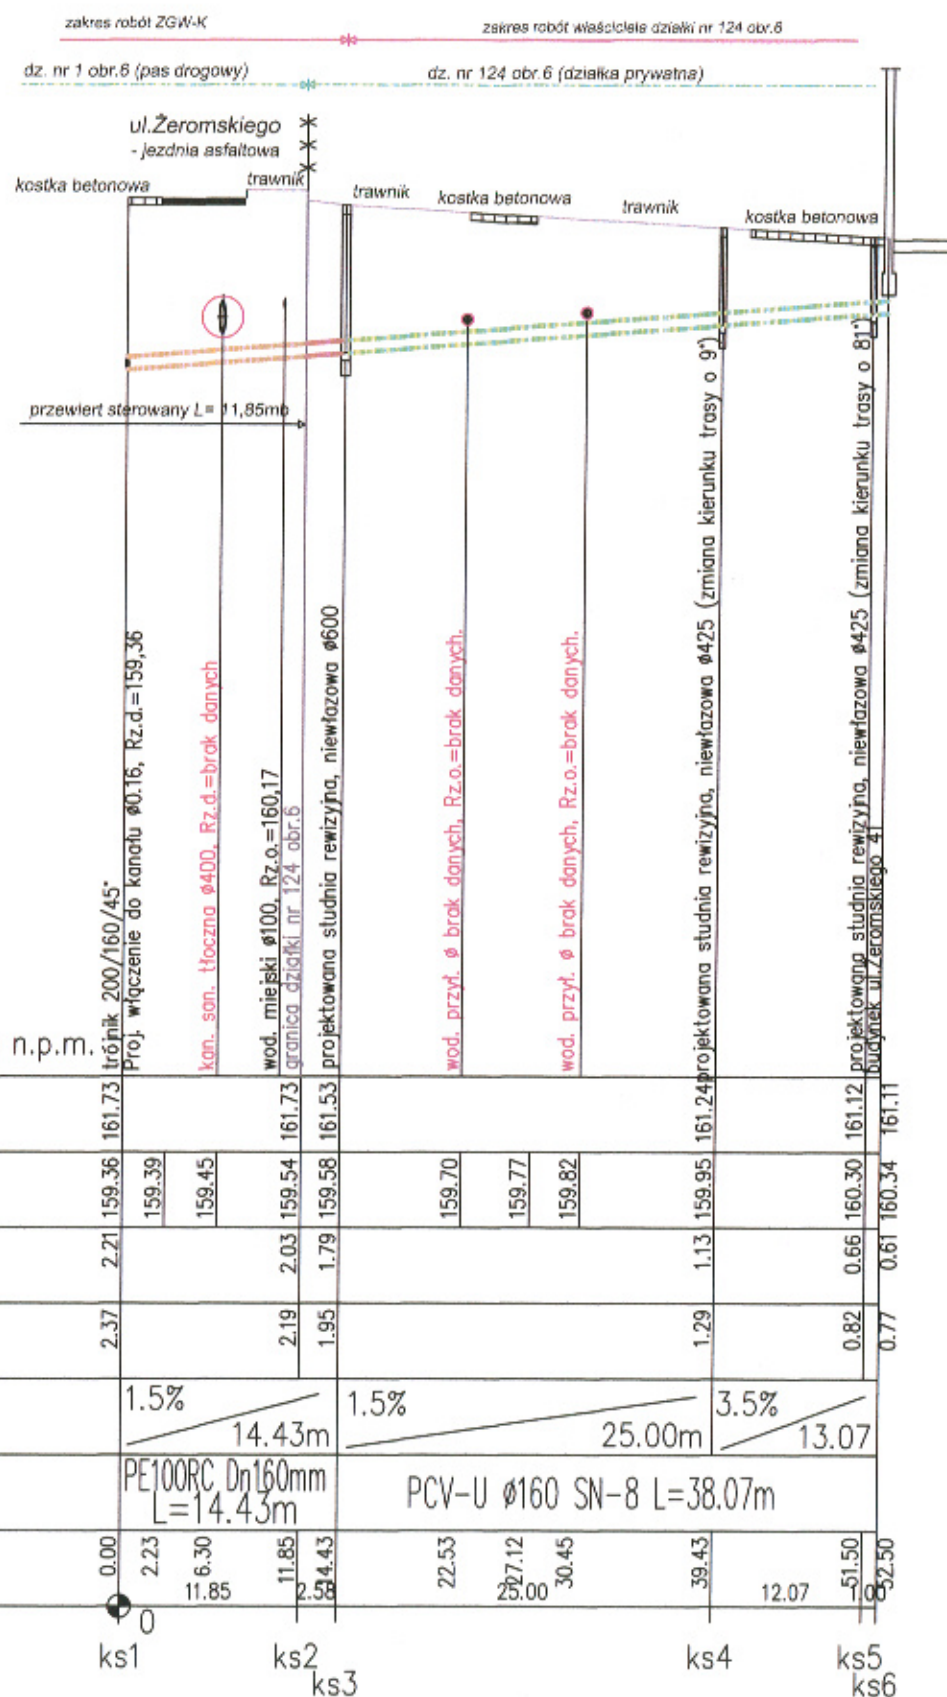 zakres robót ZGW-K
zakres robót właściciela działki nr 124 obr.6
dz. nr 1 obr.6 (pas drogowy)
dz. nr 124 obr.6 (działka prywatna)
ul.Żeromskiego
- jezdnia asfaltowa
kostka betonowa
trawnik
trawnik
kostka betonowa
trawnik
kostka betonowa
przewiert sterowany L= 11,85mb
n.p.m.
trójnik 200/160/45°
Proj. włączenie do kanału ø0.16, Rz.d.=159,36
kan. san. tłoczna ø400, Rz.d.=brak danych
wod. miejski ø100, Rz.o.=160,17
granica działki nr 124 obr.6
projektowana studnia rewizyjna, niewłazowa ø600
wod. przył. ø brak danych, Rz.o.=brak danych.
wod. przył. ø brak danych, Rz.o.=brak danych.
projektowana studnia rewizyjna, niewłazowa ø425 (zmiana kierunku trasy o 9°)
projektowana studnia rewizyjna, niewłazowa ø425 (zmiana kierunku trasy o 81°)
budynek ul.Żeromskiego 41
161.73 161.73 161.53 161.24 161.12 161.11
159.36 159.39 159.45 159.54 159.58 159.70 159.77 159.82 159.95 160.30 160.34
2.21 2.03 1.79 1.13 0.66 0.61
2.37 2.19 1.95 1.29 0.82 0.77
1.5% 1.5% 3.5%
14.43m 25.00m 13.07
PE100RC Dn160mm
L=14.43m
PCV-U ø160 SN-8 L=38.07m
0.00 2.23 6.30 11.85 14.43 22.53 27.12 30.45 39.43 51.50 52.50
11.85 2.58 25.00 12.07 1.00
0
ks1 ks2 ks3 ks4 ks5 ks6